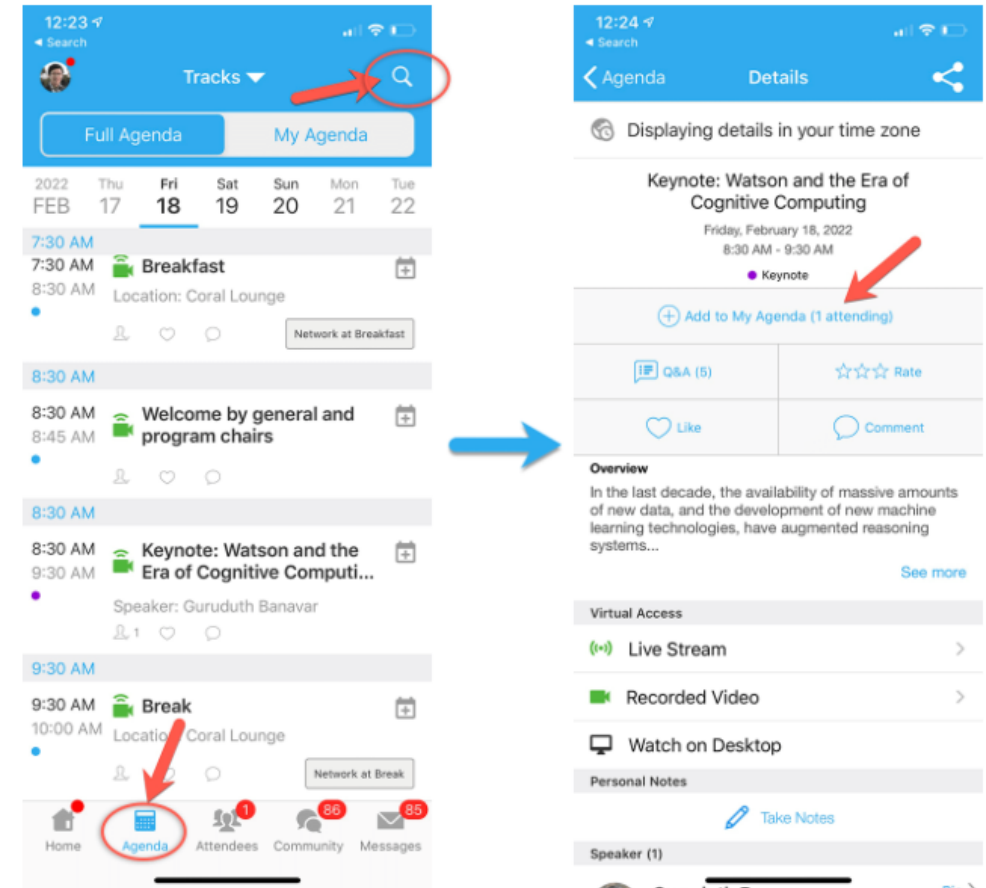 12:23
Search
Tracks
Full Agenda
My Agenda
2022 Thu Fri Sat Sun Mon Tue
FEB 17 18 19 20 21 22
7:30 AM
7:30 AM Breakfast
8:30 AM Location: Coral Lounge
Network at Breakfast
8:30 AM
8:30 AM Welcome by general and
8:45 AM program chairs
8:30 AM
8:30 AM Keynote: Watson and the
9:30 AM Era of Cognitive Computi...
Speaker: Guruduth Banavar
1
9:30 AM
9:30 AM Break
10:00 AM Coral Lounge
Network at Break
1 86 85
Home Agenda Attendees Community Messages
12:24
Search
Agenda Details
Displaying details in your time zone
Keynote: Watson and the Era of
Cognitive Computing
Friday, February 18, 2022
8:30 AM - 9:30 AM
Keynote
Add to My Agenda (1 attending)
Q&A (5) Rate
Like Comment
Overview
In the last decade, the availability of massive amounts
of new data, and the development of new machine
learning technologies, have augmented reasoning
systems...
See more
Virtual Access
Live Stream
Recorded Video
Watch on Desktop
Personal Notes
Take Notes
Speaker (1)